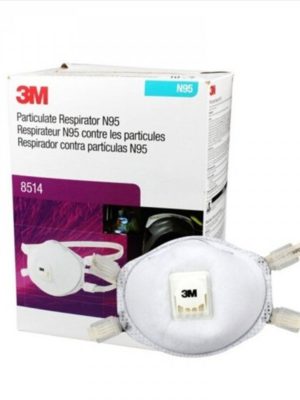 N95
3M
Particulate Respirator N95
Respirateur N95 contre les particules
Respirador contra partículas N95
8514
3M